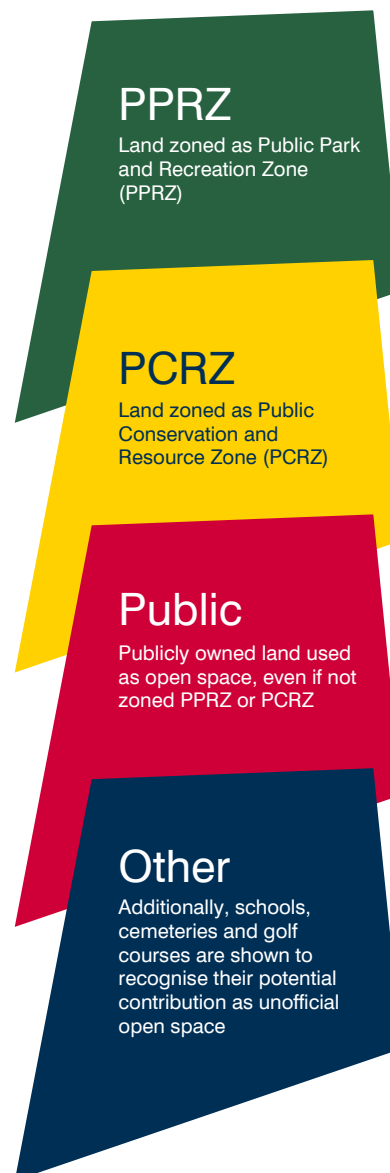 PPRZ
Land zoned as Public Park
and Recreation Zone
(PPRZ)
PCRZ
Land zoned as Public
Conservation and
Resource Zone (PCRZ)
Public
Publicly owned land used
as open space, even if not
zoned PPRZ or PCRZ
Other
Additionally, schools,
cemeteries and golf
courses are shown to
recognise their potential
contribution as unofficial
open space